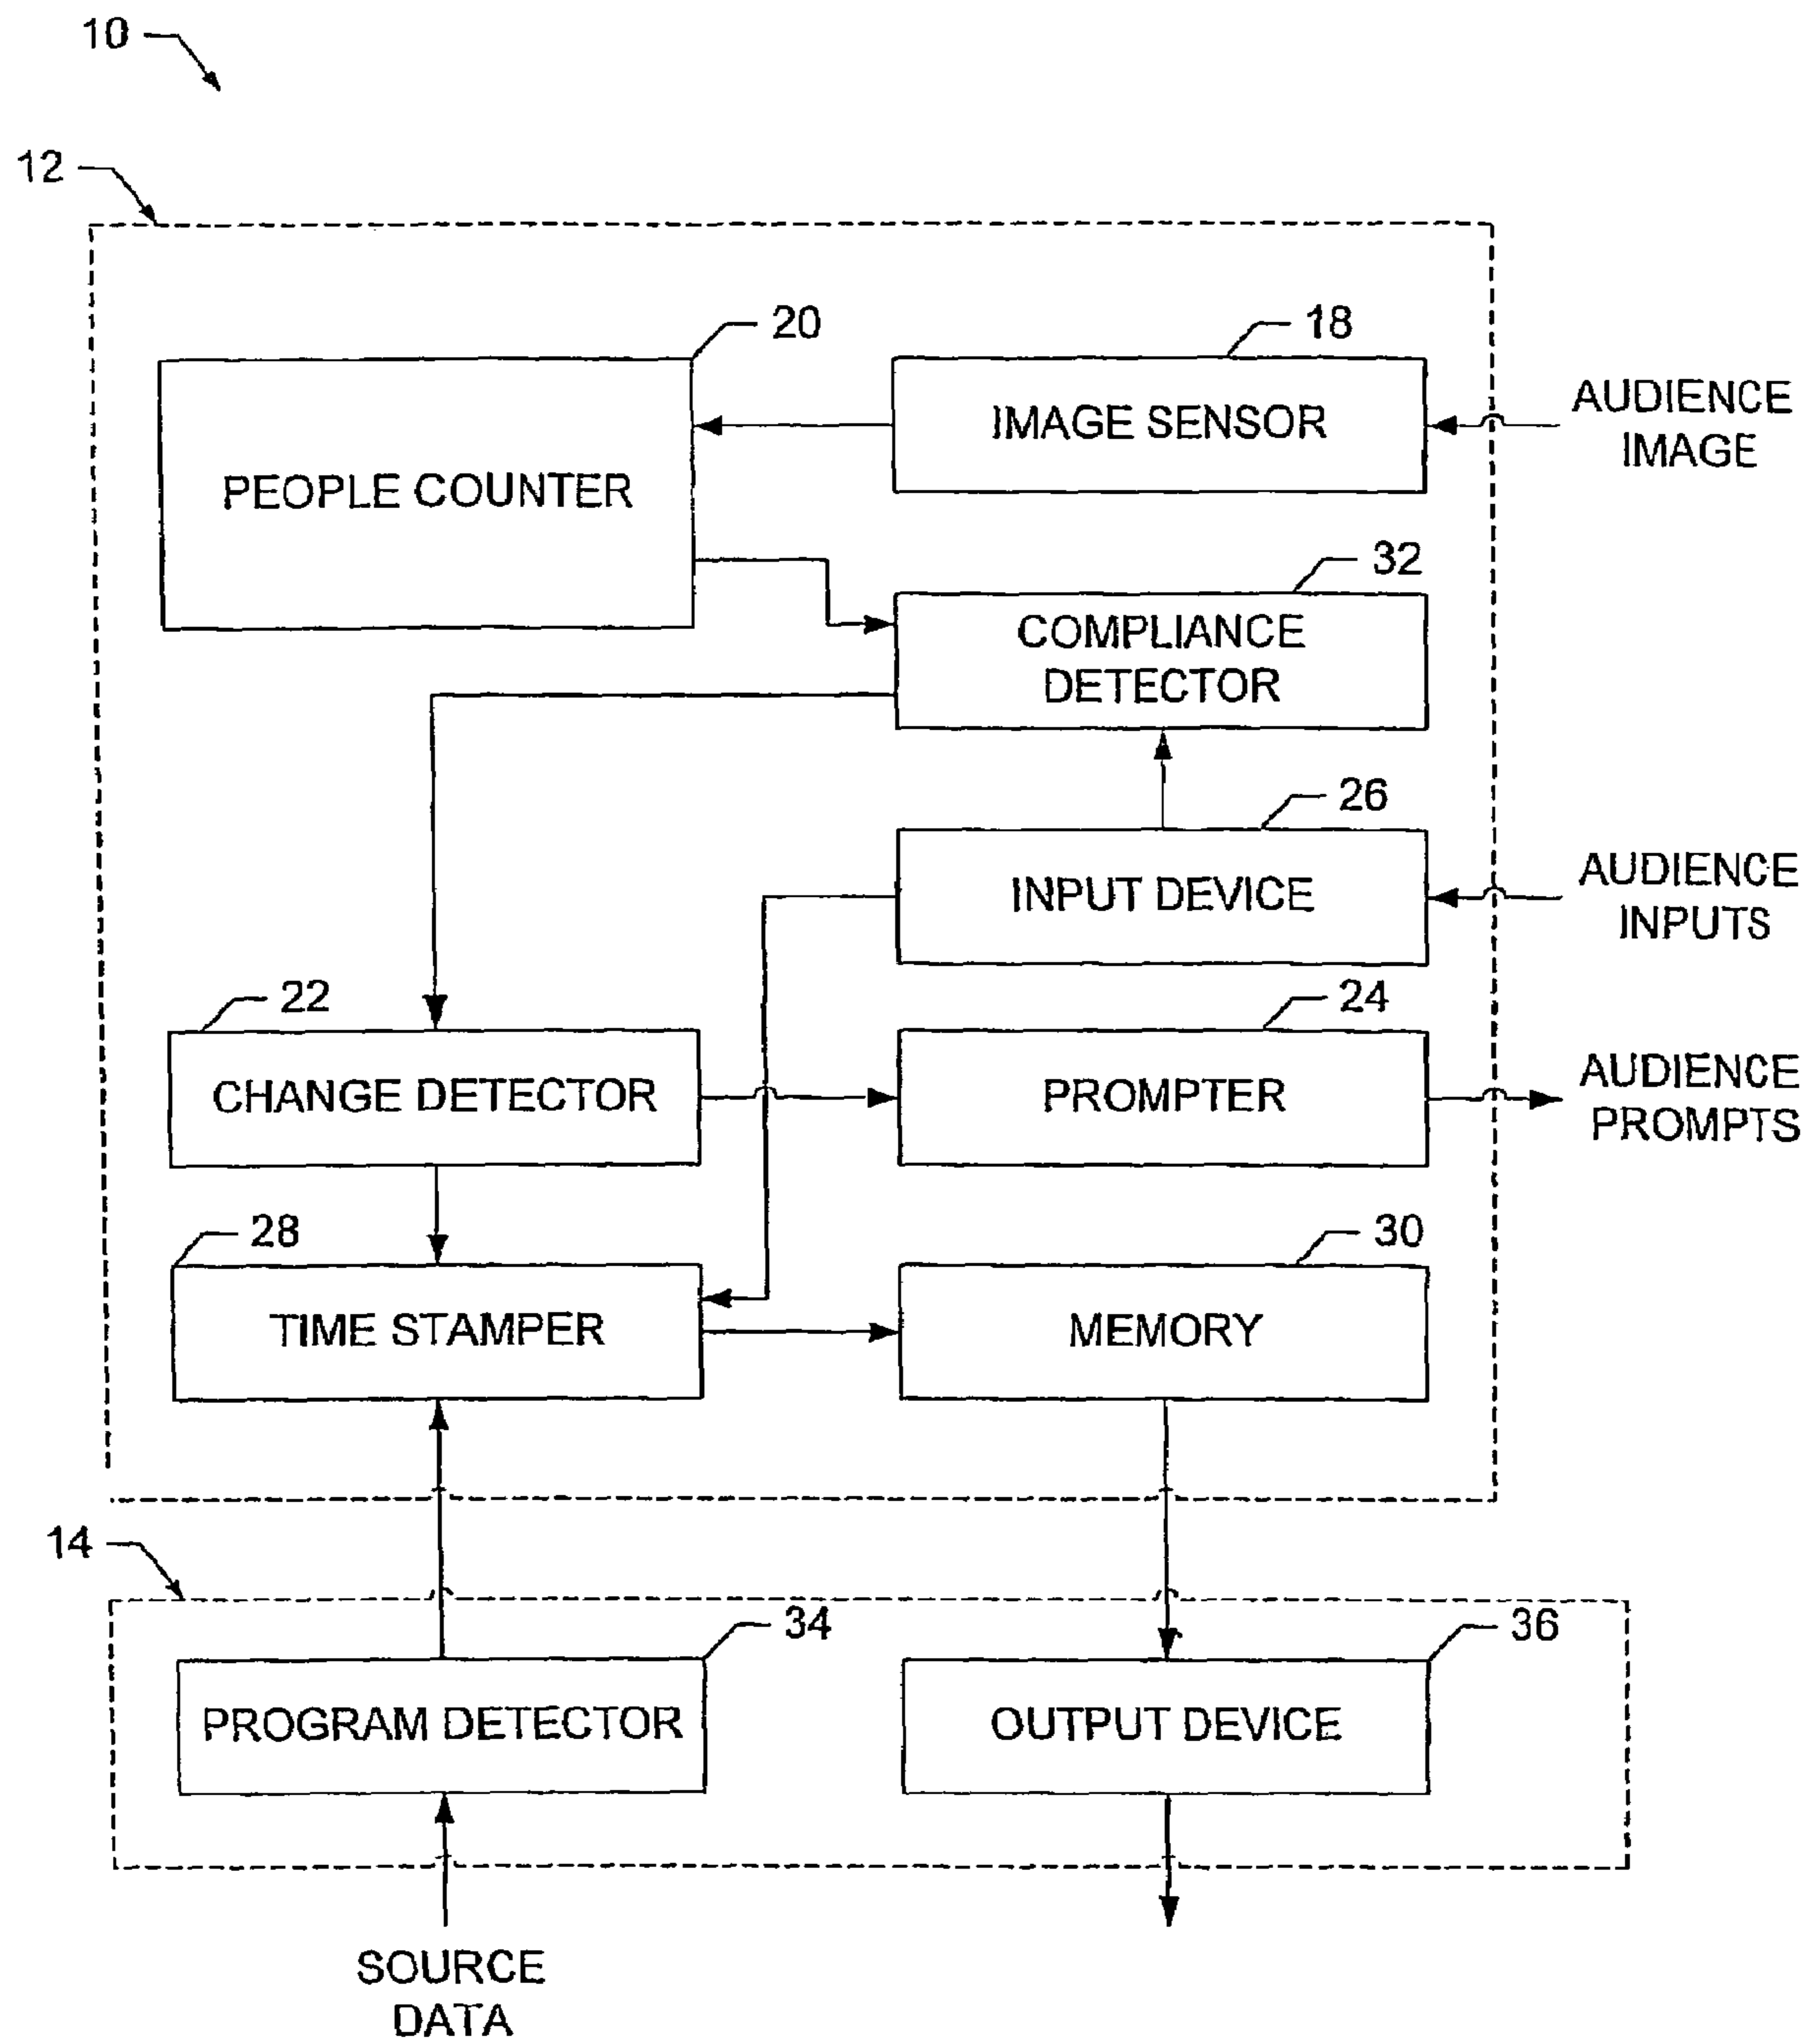 10
12
20
18
IMAGE SENSOR
AUDIENCE
IMAGE
PEOPLE COUNTER
32
COMPLIANCE
DETECTOR
26
INPUT DEVICE
AUDIENCE
INPUTS
22
24
CHANGE DETECTOR
PROMPTER
AUDIENCE
PROMPTS
28
30
TIME STAMPER
MEMORY
14
34
36
PROGRAM DETECTOR
OUTPUT DEVICE
SOURCE
DATA